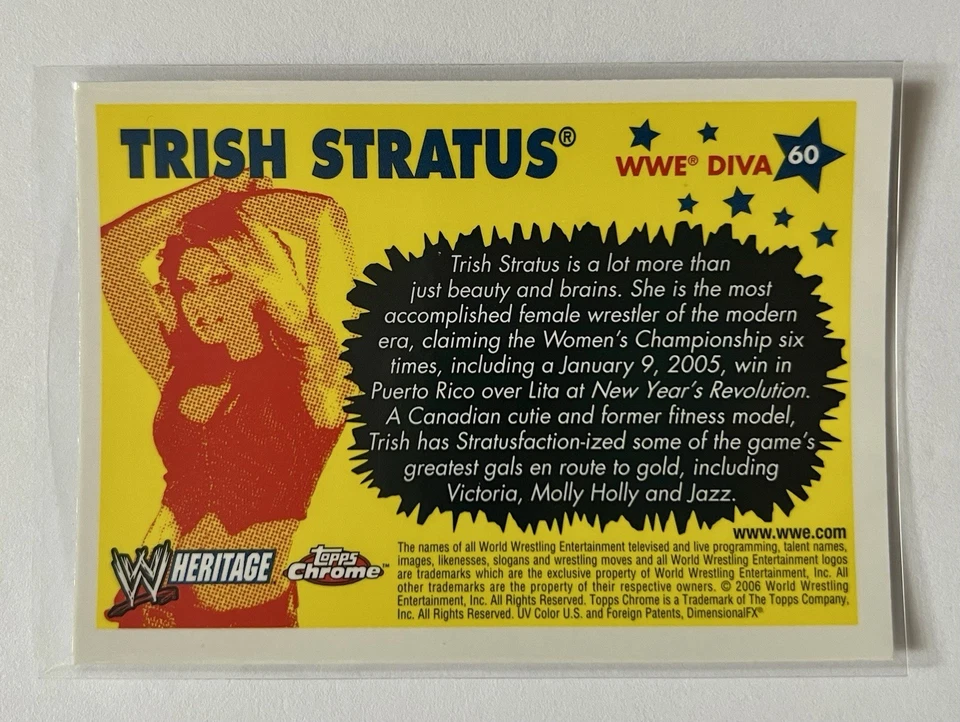 TRISH STRATUS®
WWE® DIVA 60
Trish Stratus is a lot more than
just beauty and brains. She is the most
accomplished female wrestler of the modern
era, claiming the Women's Championship six
times, including a January 9, 2005, win in
Puerto Rico over Lita at New Year's Revolution.
A Canadian cutie and former fitness model,
Trish has Stratusfaction-ized some of the game's
greatest gals en route to gold, including
Victoria, Molly Holly and Jazz.
www.wwe.com
W HERITAGE
Topps
Chrome™
The names of all World Wrestling Entertainment televised and live programming, talent names,
images, likenesses, slogans and wrestling moves and all World Wrestling Entertainment logos
are trademarks which are the exclusive property of World Wrestling Entertainment, Inc. All
other trademarks are the property of their respective owners. © 2006 World Wrestling
Entertainment, Inc. All Rights Reserved. Topps Chrome is a Trademark of The Topps Company,
Inc. All Rights Reserved. UV Color U.S. and Foreign Patents, DimensionalFX®